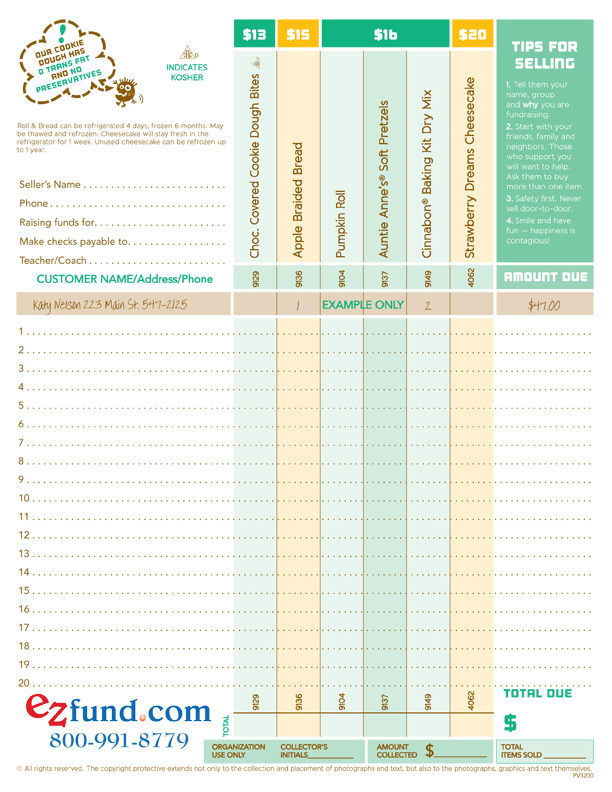 OUR COOKIE
DOUGH HAS
0 TRANS FAT
AND NO
PRESERVATIVES
INDICATES
KOSHER
Roll & Bread can be refrigerated 4 days, frozen 6 months. May
be thawed and refrozen. Cheesecake will stay fresh in the
refrigerator for 1 week. Unused cheesecake can be refrozen up
to 1 year.
Seller's Name
Phone
Raising funds for
Make checks payable to
Teacher/Coach
CUSTOMER NAME/Address/Phone
$13 $15 $16 $20
Choc. Covered Cookie Dough Bites
Apple Braided Bread
Pumpkin Roll
Auntie Anne's® Soft Pretzels
Cinnabon® Baking Kit Dry Mix
Strawberry Dreams Cheesecake
9129 9136 9104 9137 9149 4062
TIPS FOR
SELLING
1. Tell them your
name, group
and why you are
fundraising.
2. Start with your
friends, family and
neighbors. Those
who support you
will want to help.
Ask them to buy
more than one item.
3. Safety first. Never
sell door-to-door.
4. Smile and have
fun — happiness is
contagious!
AMOUNT DUE
Katy Nelson 223 Main St. 547-2125 1 EXAMPLE ONLY 2 $47.00
1
2
3
4
5
6
7
8
9
10
11
12
13
14
15
16
17
18
19
20
ezfund.com
800-991-8779
TOTAL
9129 9136 9104 9137 9149 4062
TOTAL DUE
$
ORGANIZATION
USE ONLY
COLLECTOR'S
INITIALS
AMOUNT
COLLECTED $
TOTAL
ITEMS SOLD
© All rights reserved. The copyright protective extends not only to the collection and placement of photographs and text, but also to the photographs, graphics and text themselves.
PV3200